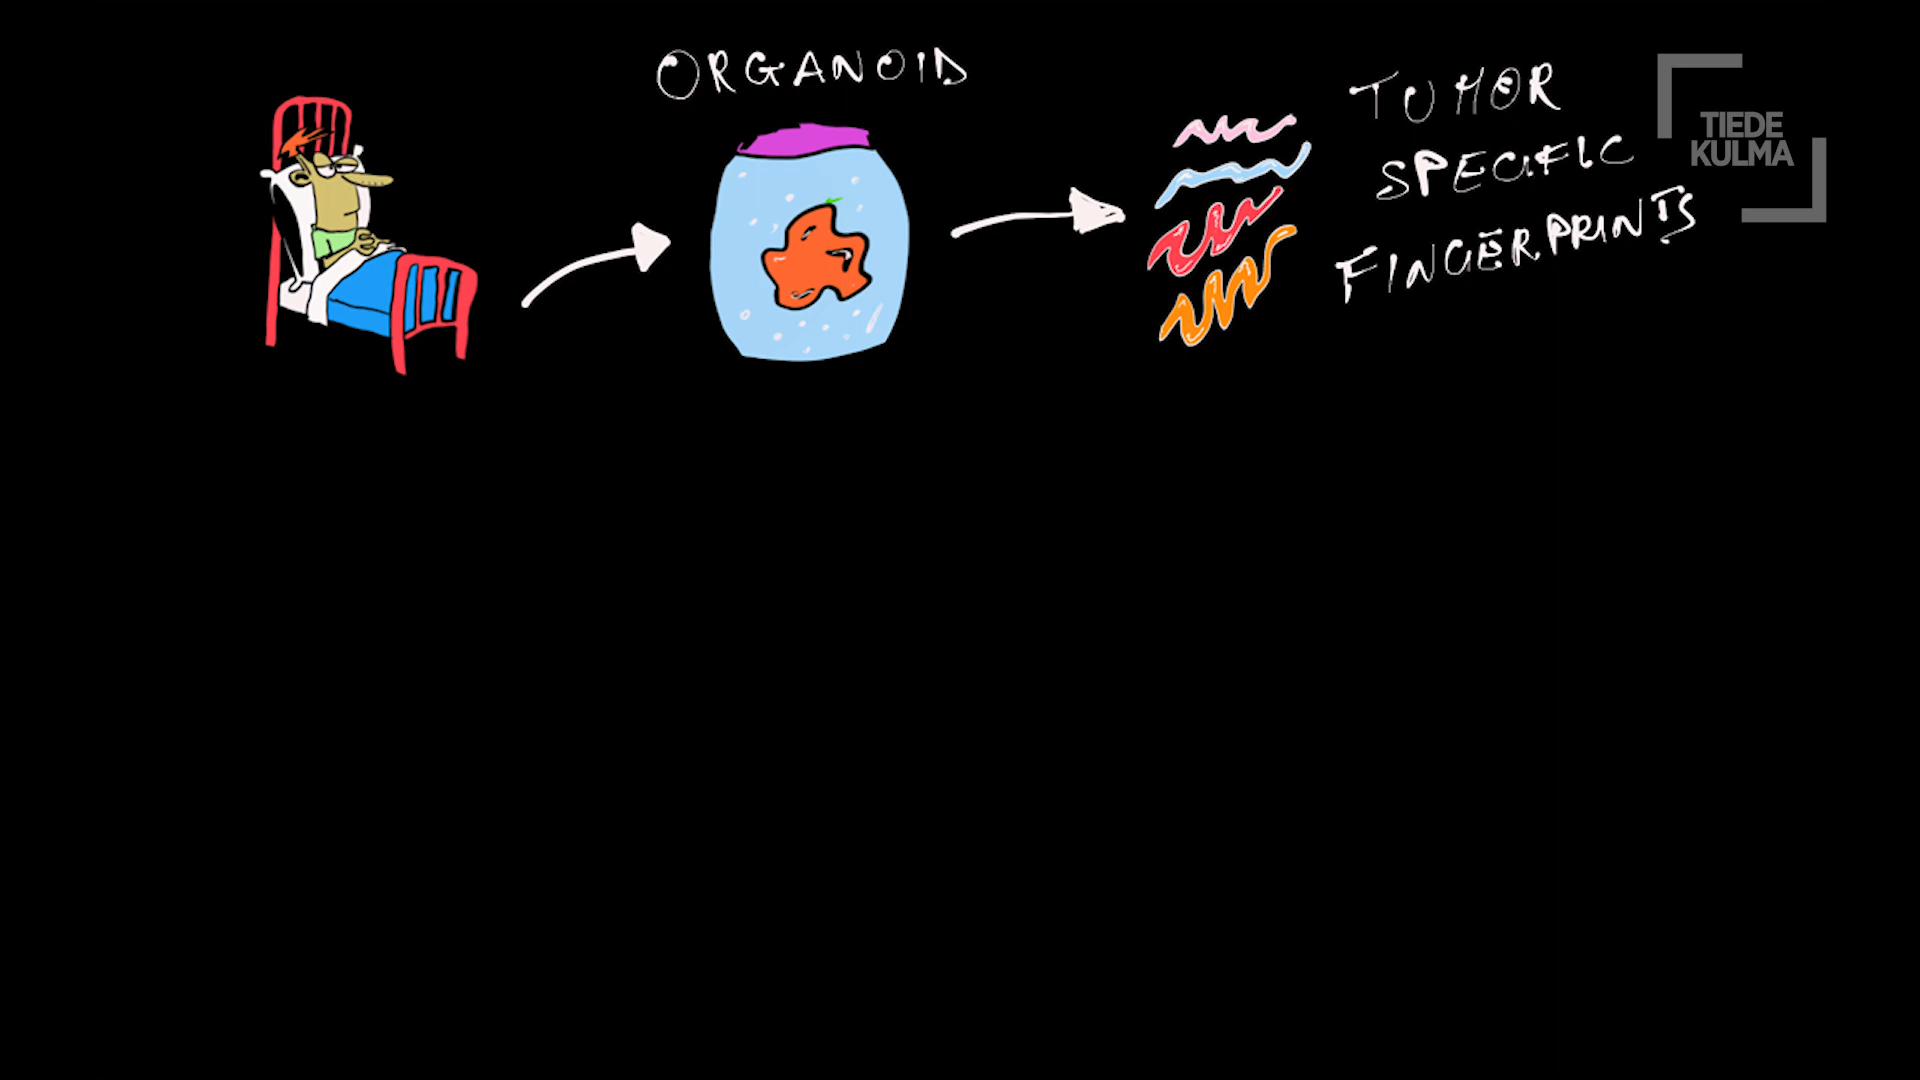 ORGANOID
TUMOR
SPECIFIC
FINGERPRINTS
TIEDE
KULMA